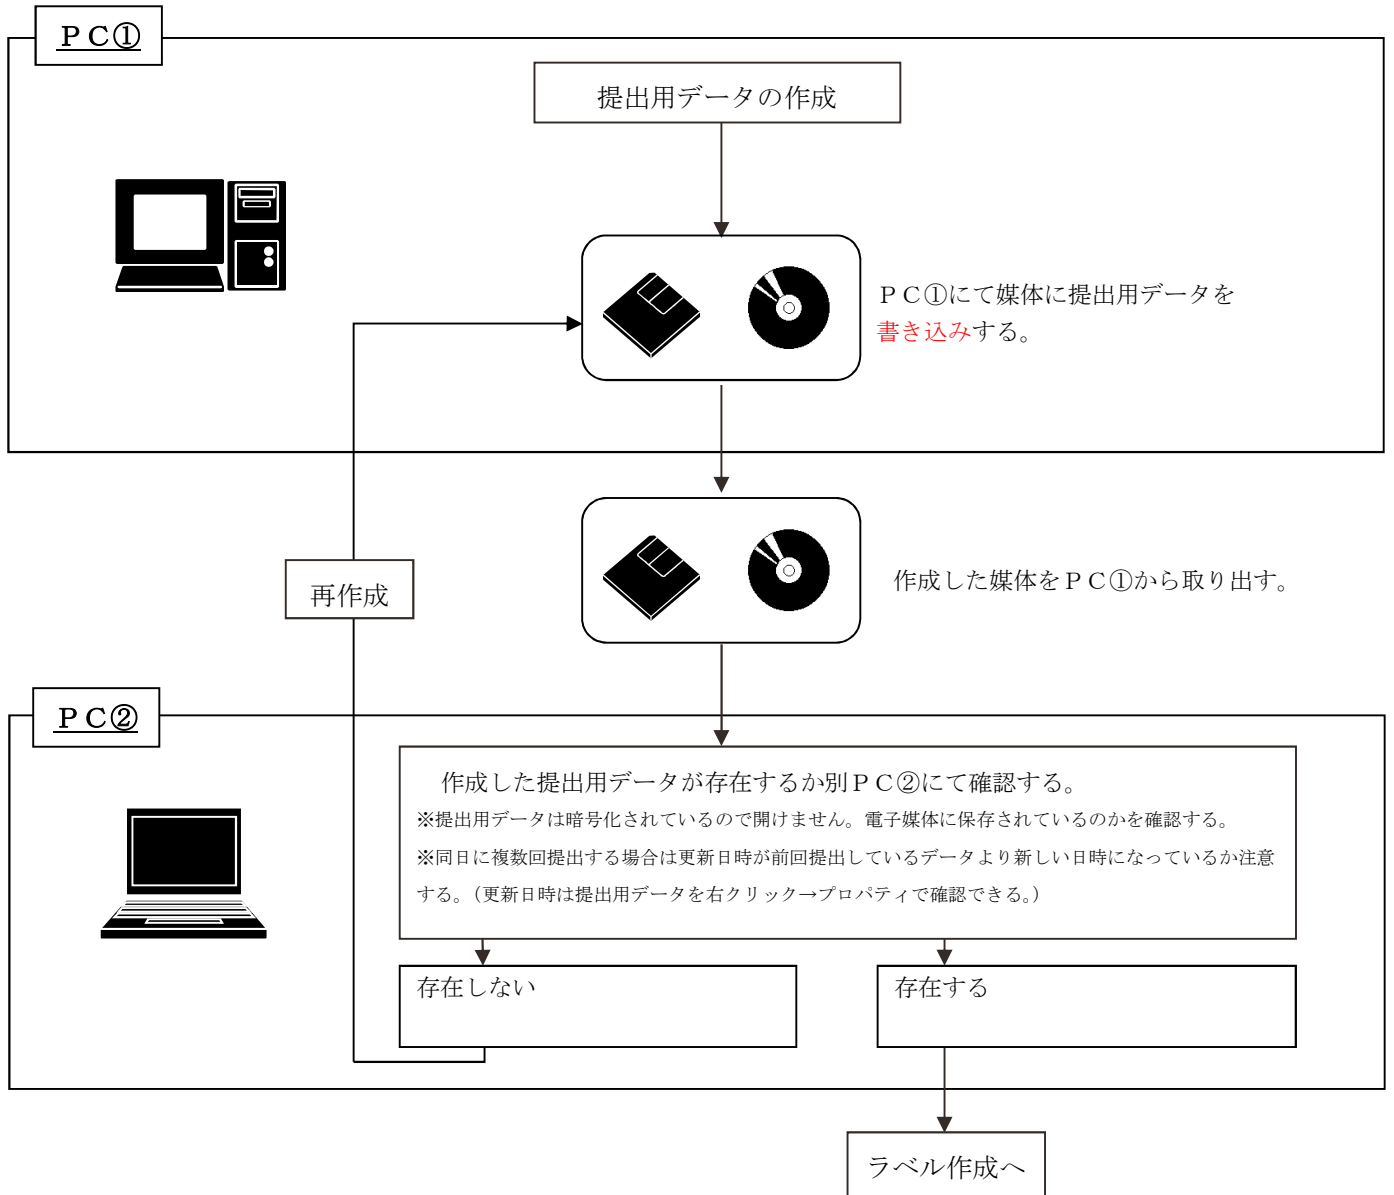 ＰＣ①
提出用データの作成
ＰＣ①にて媒体に提出用データを
書き込みする。
作成した媒体をＰＣ①から取り出す。
再作成
ＰＣ②
作成した提出用データが存在するか別ＰＣ②にて確認する。
※提出用データは暗号化されているので開けません。電子媒体に保存されているのかを確認する。
※同日に複数回提出する場合は更新日時が前回提出しているデータより新しい日時になっているか注意
する。（更新日時は提出用データを右クリック→プロパティで確認できる。）
存在しない
存在する
ラベル作成へ